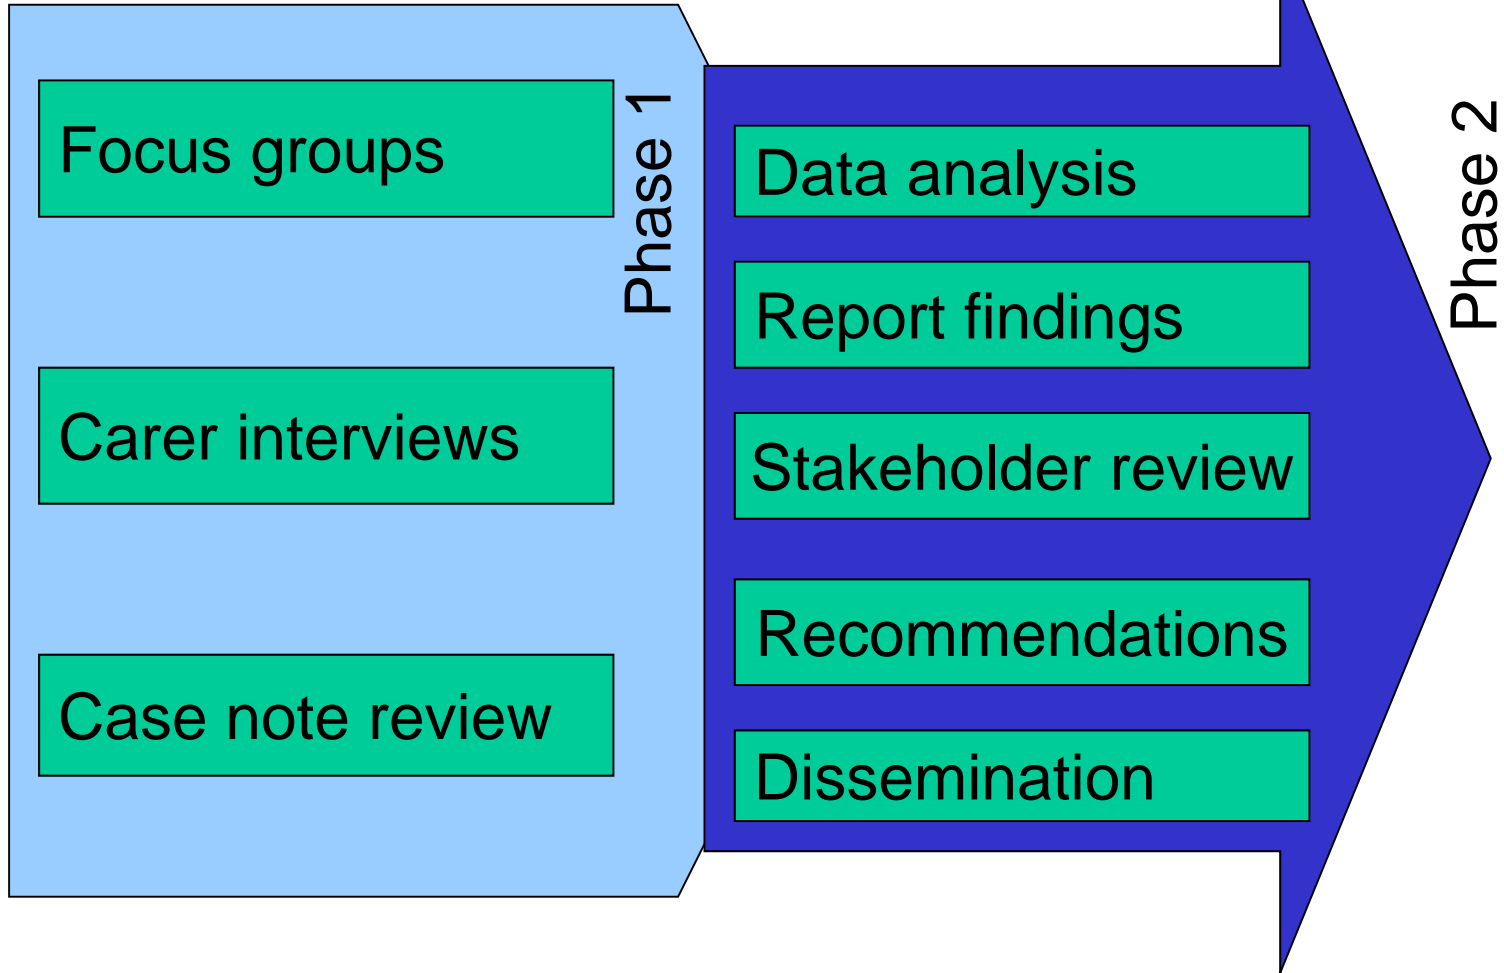 Focus groups
Carer interviews
Case note review
Phase 1
Data analysis
Report findings
Stakeholder review
Recommendations
Dissemination
Phase 2